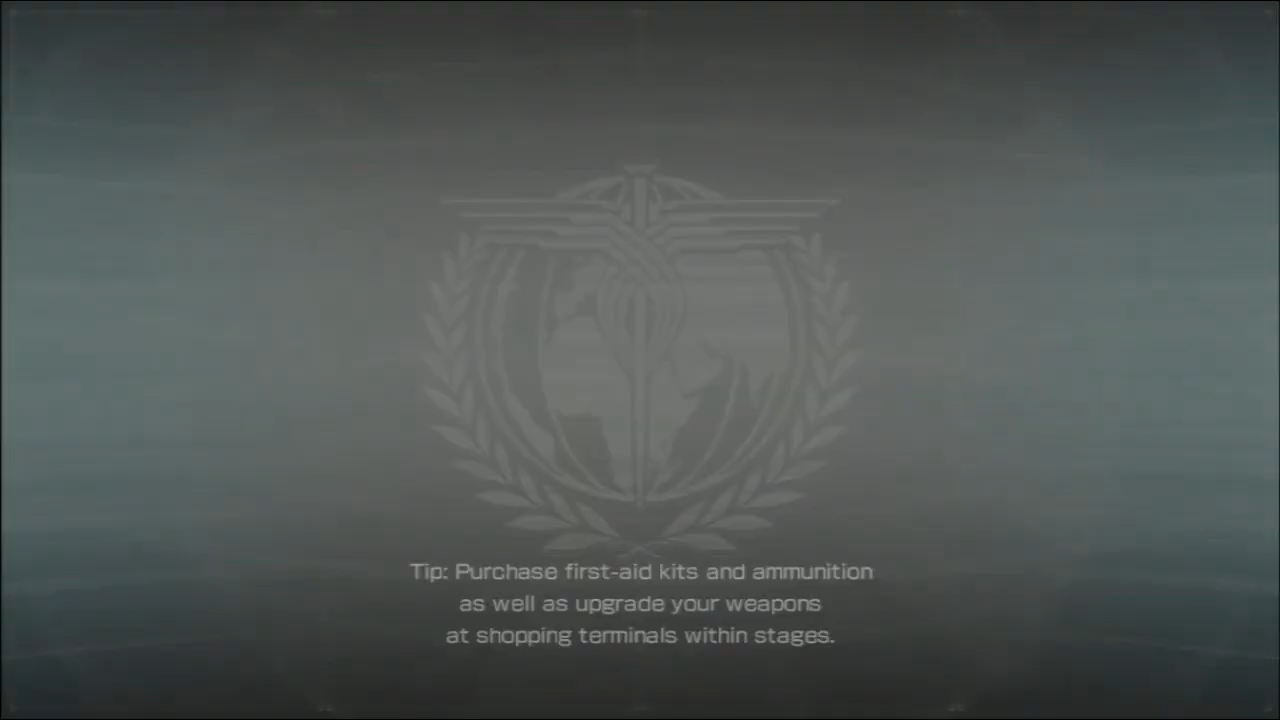 Tip: Purchase first-aid kits and ammunition
as well as upgrade your weapons
at shopping terminals within stages.